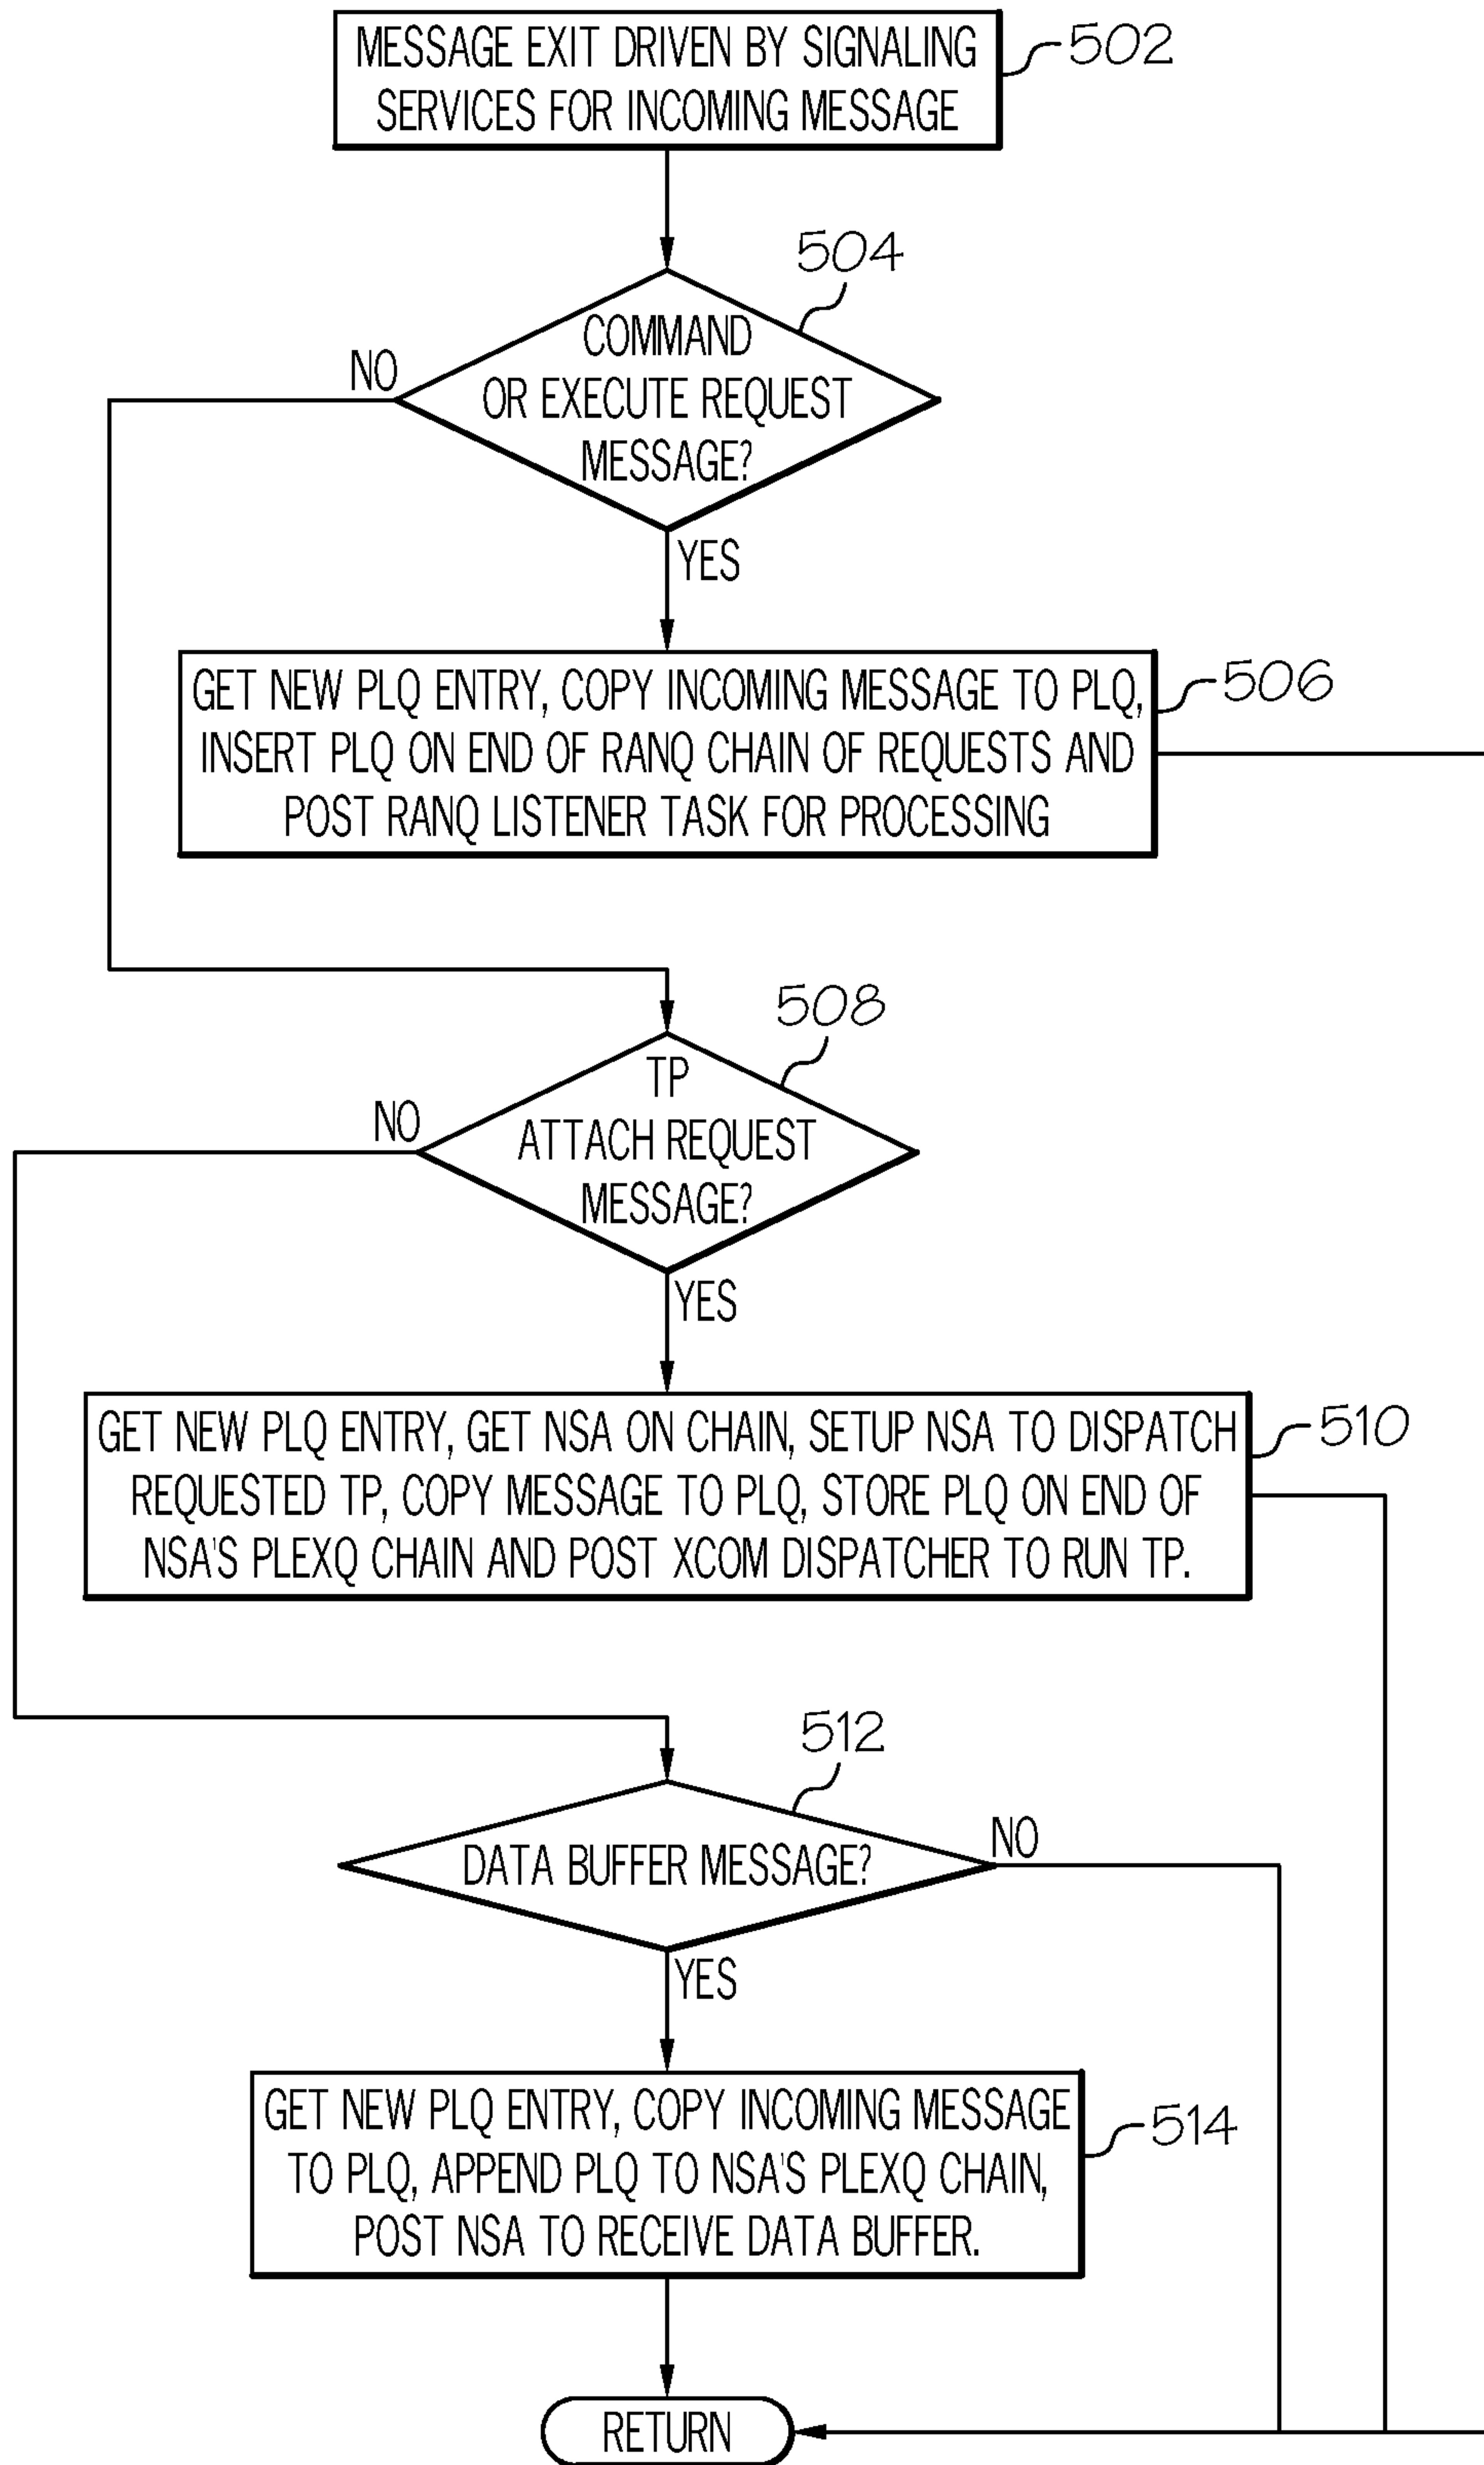 MESSAGE EXIT DRIVEN BY SIGNALING
SERVICES FOR INCOMING MESSAGE
502
504
COMMAND
OR EXECUTE REQUEST
MESSAGE?
NO
YES
GET NEW PLQ ENTRY, COPY INCOMING MESSAGE TO PLQ,
INSERT PLQ ON END OF RANQ CHAIN OF REQUESTS AND
POST RANQ LISTENER TASK FOR PROCESSING
506
508
TP
ATTACH REQUEST
MESSAGE?
NO
YES
GET NEW PLQ ENTRY, GET NSA ON CHAIN, SETUP NSA TO DISPATCH
REQUESTED TP, COPY MESSAGE TO PLQ, STORE PLQ ON END OF
NSA'S PLEXQ CHAIN AND POST XCOM DISPATCHER TO RUN TP.
510
512
DATA BUFFER MESSAGE?
NO
YES
GET NEW PLQ ENTRY, COPY INCOMING MESSAGE
TO PLQ, APPEND PLQ TO NSA'S PLEXQ CHAIN,
POST NSA TO RECEIVE DATA BUFFER.
514
RETURN